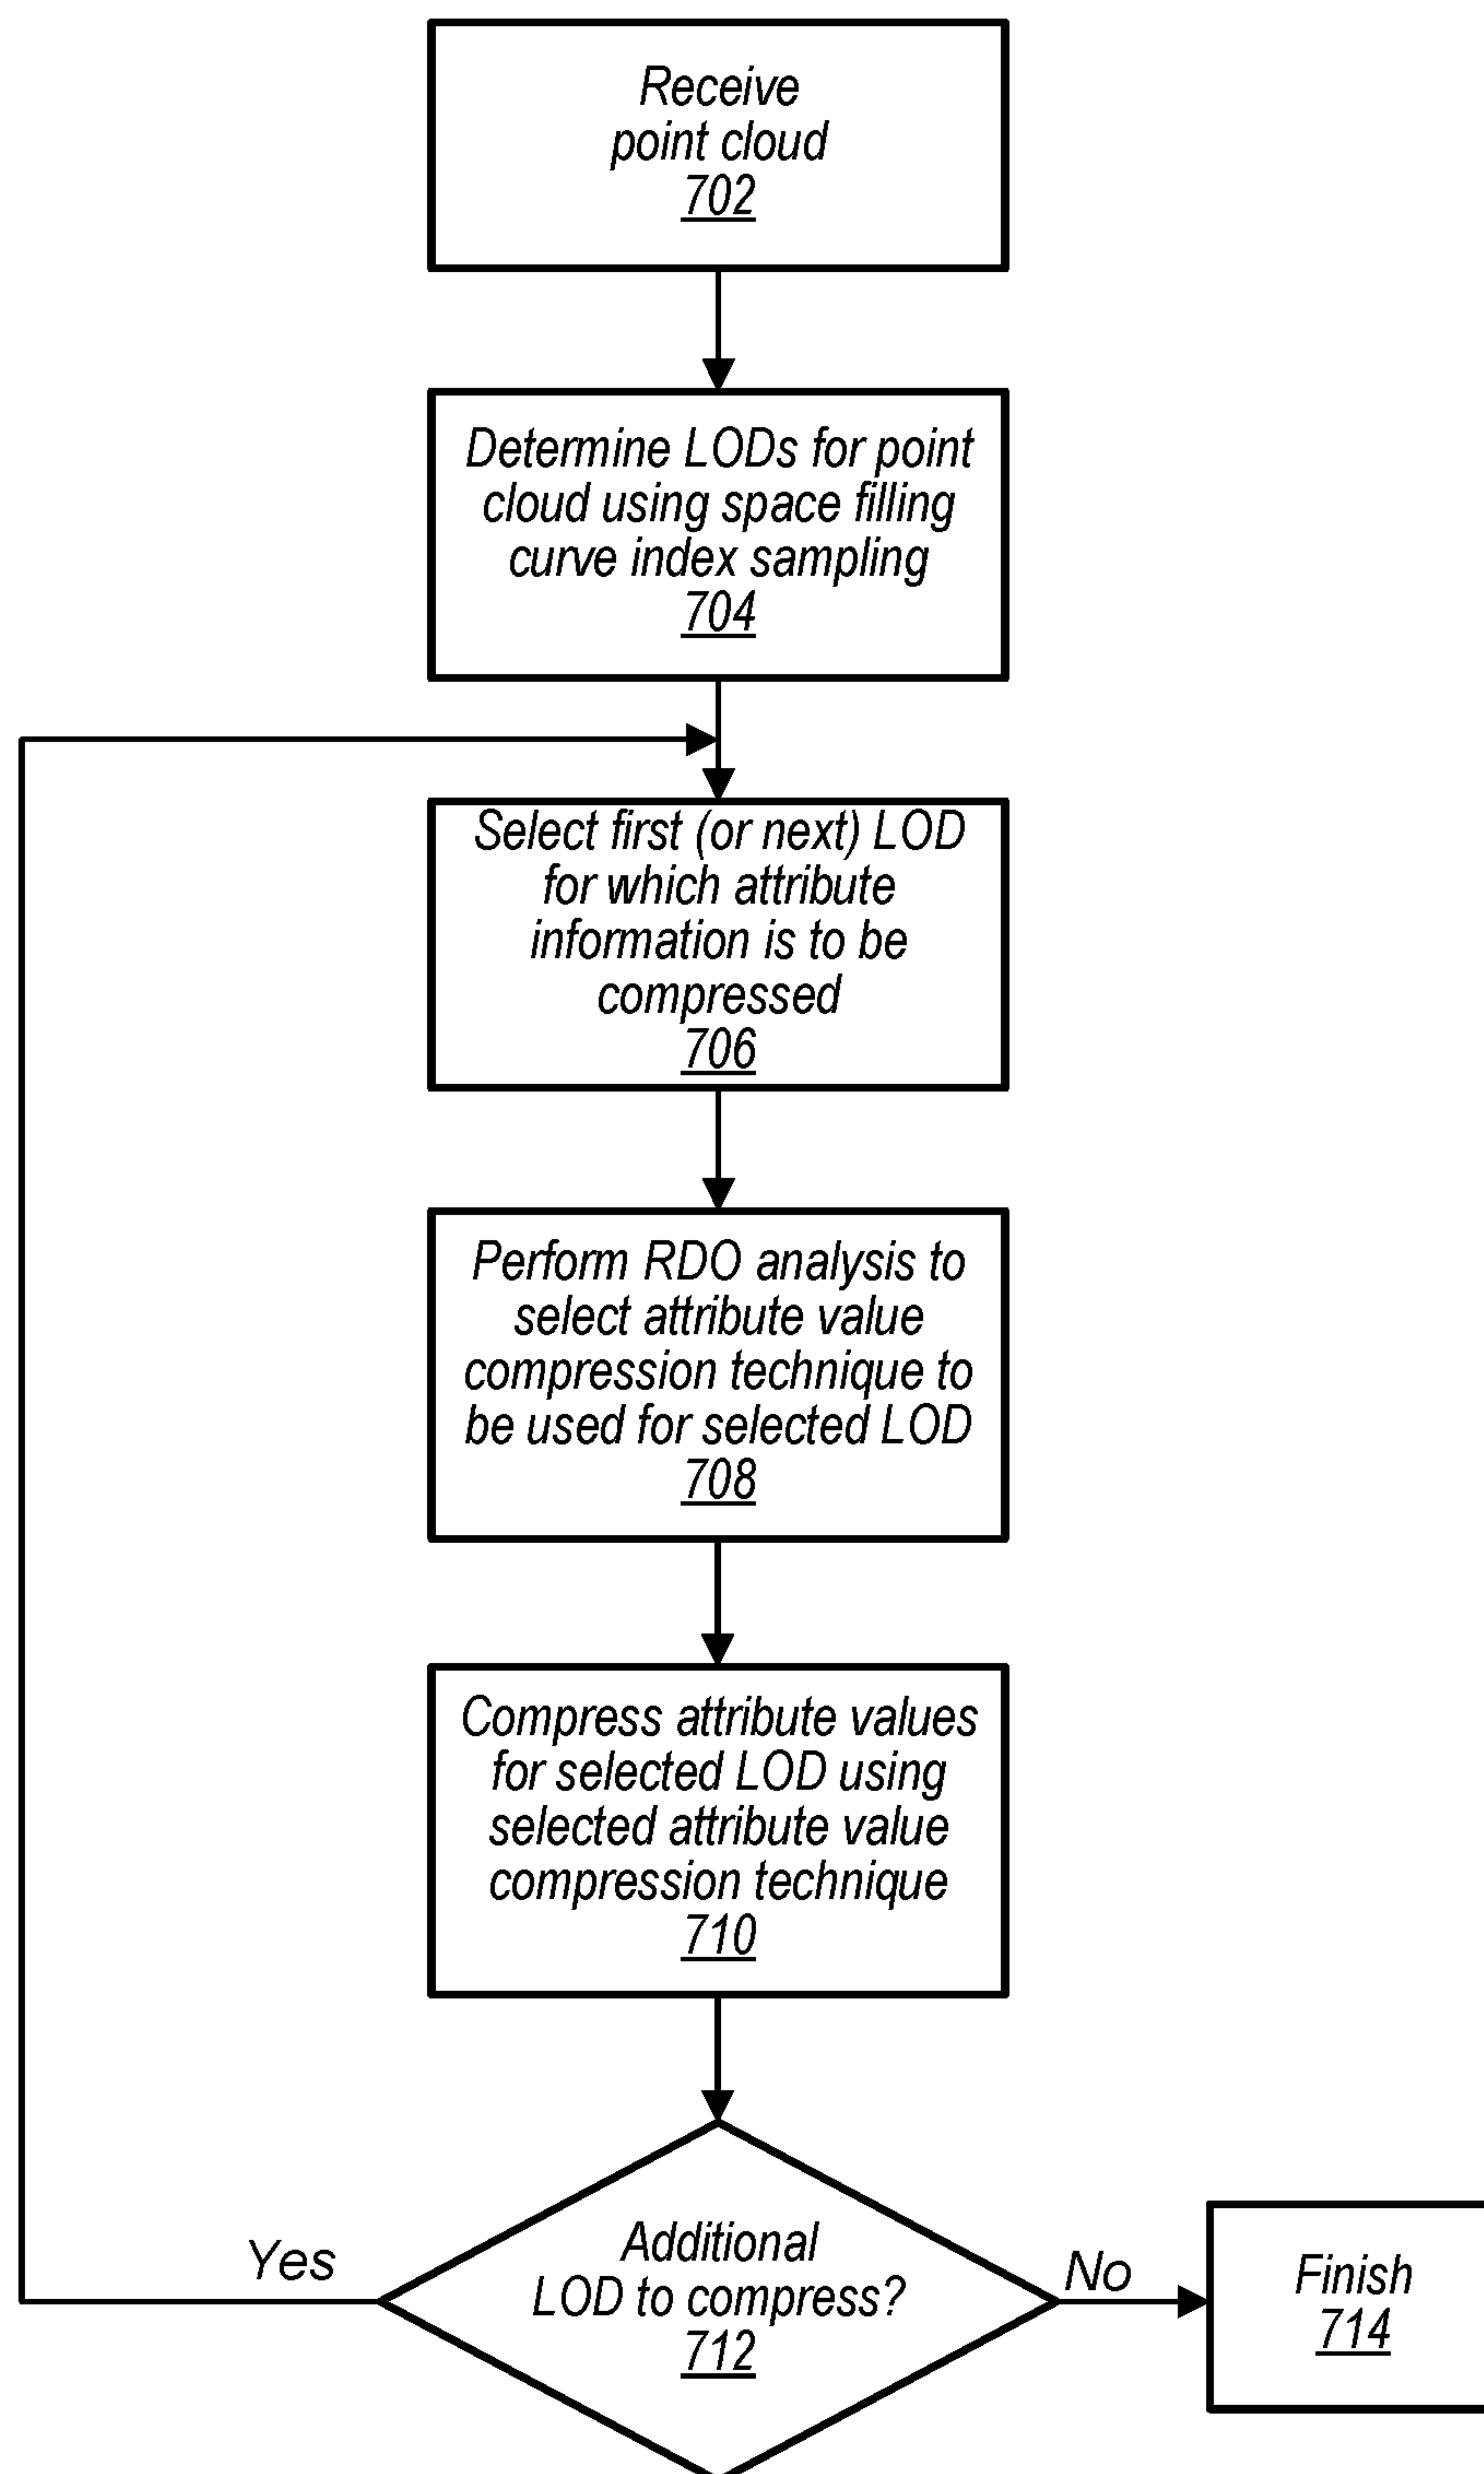 Receive
point cloud
702
Determine LODs for point
cloud using space filling
curve index sampling
704
Select first (or next) LOD
for which attribute
information is to be
compressed
706
Perform RDO analysis to
select attribute value
compression technique to
be used for selected LOD
708
Compress attribute values
for selected LOD using
selected attribute value
compression technique
710
Yes
Additional
LOD to compress?
712
No
Finish
714